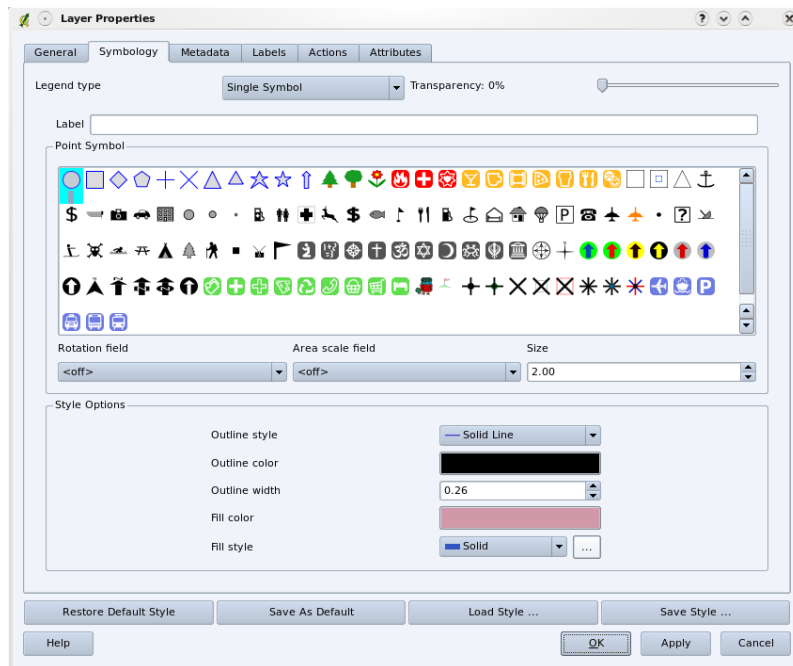 Layer Properties
General Symbology Metadata Labels Actions Attributes
Legend type Single Symbol Transparency: 0%
Label
Point Symbol
Rotation field Area scale field Size
<off> <off> 2.00
Style Options
Outline style Solid Line
Outline color
Outline width 0.26
Fill color
Fill style Solid ...
Restore Default Style Save As Default Load Style ... Save Style ...
Help OK Apply Cancel